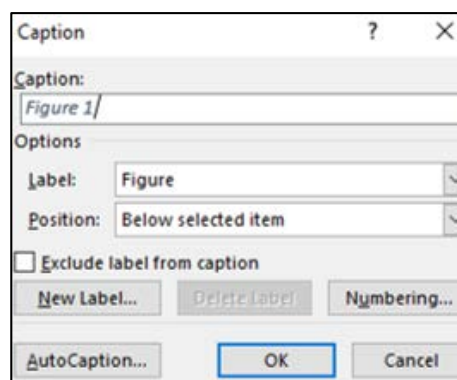 Caption ? X
Caption:
Figure 1
Options
Label: Figure
Position: Below selected item
Exclude label from caption
New Label... Delete Label Numbering...
AutoCaption... OK Cancel